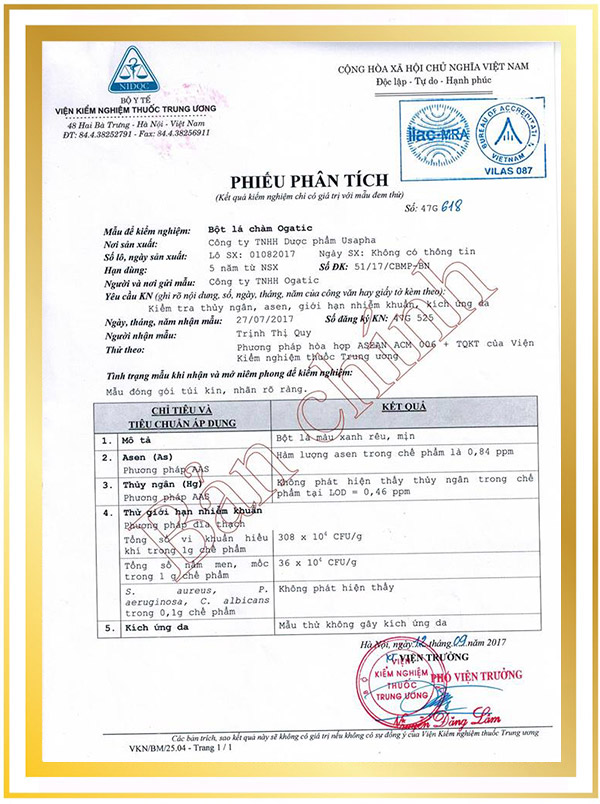 NIDQC
BỘ Y TẾ
VIỆN KIỂM NGHIỆM THUỐC TRUNG ƯƠNG
48 Hai Bà Trưng - Hà Nội - Việt Nam
ĐT: 84.4.38252791 - Fax: 84.4.38256911
CỘNG HÒA XÃ HỘI CHỦ NGHĨA VIỆT NAM
Độc lập - Tự do - Hạnh phúc
ilac-MRA
BUREAU OF ACCREDITATI
VIETNAM
VILAS 087
PHIẾU PHÂN TÍCH
(Kết quả kiểm nghiệm chỉ có giá trị với mẫu đem thử)
Số: 47G 618
Mẫu để kiểm nghiệm: Bột lá chàm Ogatic
Nơi sản xuất: Công ty TNHH Dược phẩm Usapha
Số lô, ngày sản xuất: Lô SX: 01082017 Ngày SX: Không có thông tin
Hạn dùng: 5 năm từ NSX Số ĐK: 51/17/CBMP-BN
Người và nơi gửi mẫu: Công ty TNHH Ogatic
Yêu cầu KN (ghi rõ nội dung, số, ngày, tháng, năm của công văn hay giấy tờ kèm theo):
Kiểm tra thủy ngân, asen, giới hạn nhiễm khuẩn, kích ứng da
Ngày, tháng, năm nhận mẫu: 27/07/2017 Số đăng ký KN: 47G 525
Người nhận mẫu: Trịnh Thị Quy
Thử theo: Phương pháp hòa hợp ASEAN ACM 006 + TQKT của Viện
Kiểm nghiệm thuốc Trung ương
Tình trạng mẫu khi nhận và mở niêm phong để kiểm nghiệm:
Mẫu đóng gói túi kín, nhãn rõ ràng.
CHỈ TIÊU VÀ
TIÊU CHUẨN ÁP DỤNG
KẾT QUẢ
1. Mô tả Bột lá màu xanh rêu, mịn
2. Asen (As) Hàm lượng asen trong chế phẩm là 0,84 ppm
Phương pháp AAS
3. Thủy ngân (Hg) Không phát hiện thấy thủy ngân trong chế
Phương pháp AAS phẩm tại LOD = 0,46 ppm
4. Thử giới hạn nhiễm khuẩn
Phương pháp đĩa thạch
Tổng số vi khuẩn hiếu 308 x 10⁶ CFU/g
khí trong 1g chế phẩm
Tổng số nấm men, mốc 36 x 10⁶ CFU/g
trong 1 g chế phẩm
S. aureus, P. Không phát hiện thấy
aeruginosa, C. albicans
trong 0,1g chế phẩm
5. Kích ứng da Mẫu thử không gây kích ứng da
Bản chính
Hà Nội, ngày 12 tháng 09 năm 2017
KT VIỆN TRƯỞNG
PHÓ VIỆN TRƯỞNG
VIỆN
KIỂM NGHIỆM
THUỐC
TRUNG ƯƠNG
Nguyễn Đăng Lâm
Các bản trích, sao kết quả này sẽ không có giá trị nếu không có sự đồng ý của Viện Kiểm nghiệm thuốc Trung ương
VKN/BM/25.04 - Trang 1 / 1